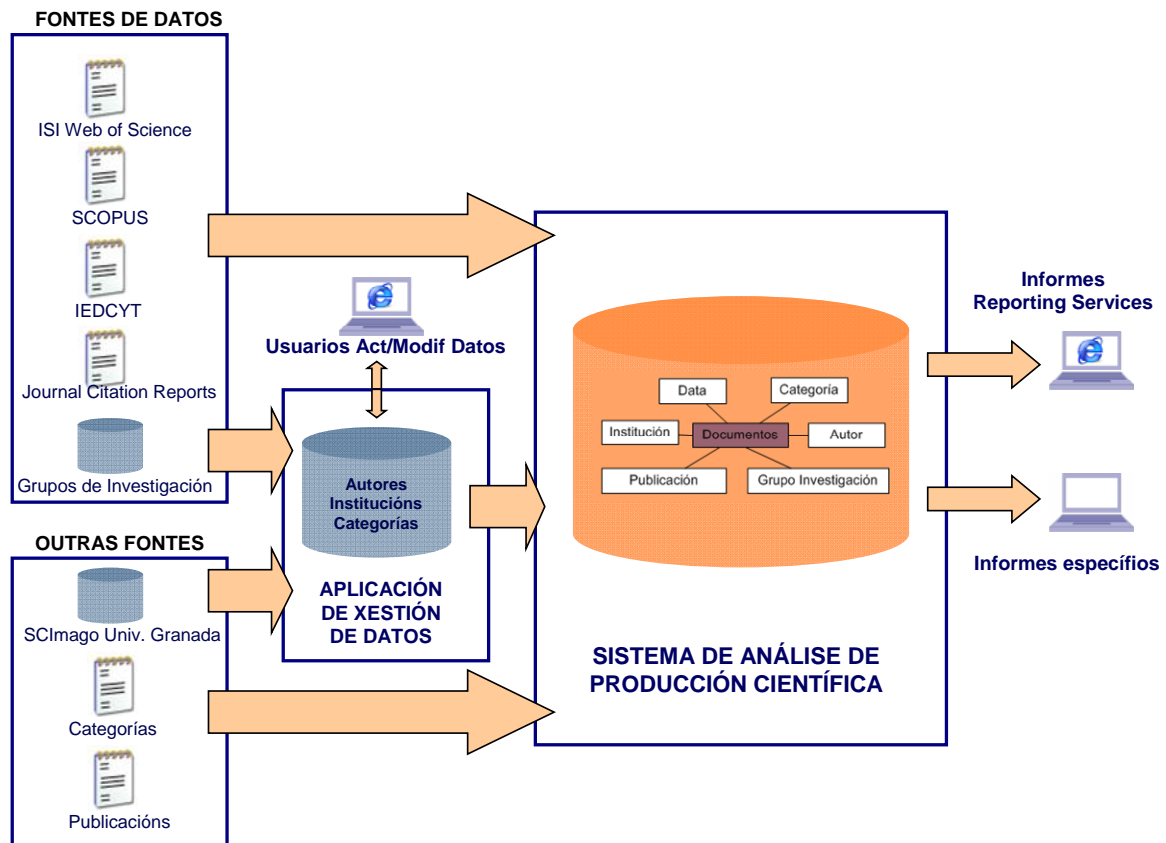 FONTES DE DATOS
ISI Web of Science
SCOPUS
IEDCYT
Journal Citation Reports
Grupos de Investigación
OUTRAS FONTES
SCImago Univ. Granada
Categorías
Publicacións
Usuarios Act/Modif Datos
Autores
Institucións
Categorías
APLICACIÓN
DE XESTIÓN
DE DATOS
Data
Categoría
Institución
Documentos
Autor
Publicación
Grupo Investigación
SISTEMA DE ANÁLISE DE
PRODUCCIÓN CIENTÍFICA
Informes
Reporting Services
Informes específios